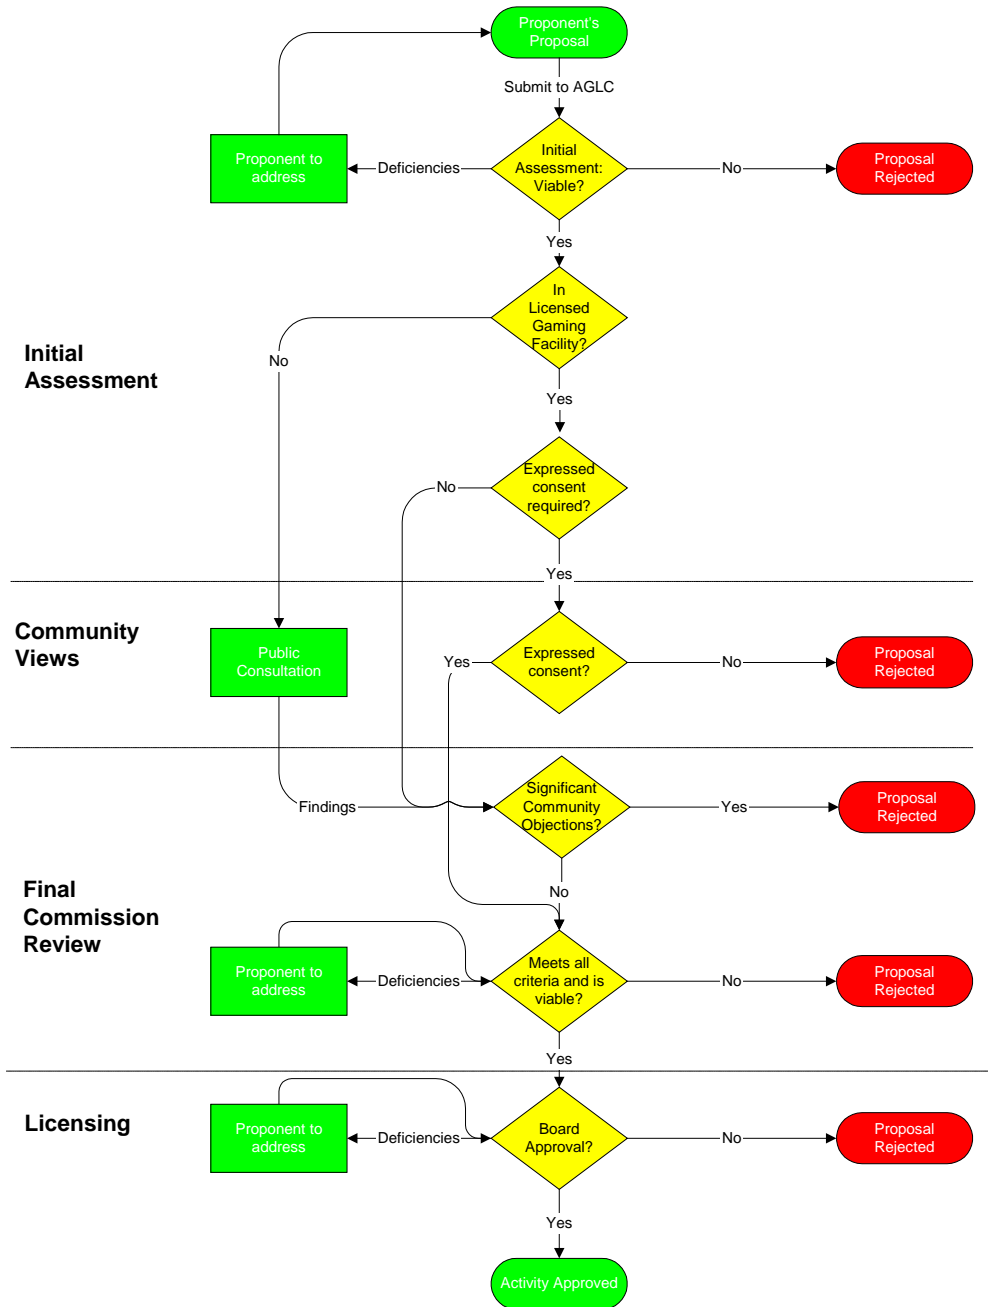 Proponent's
Proposal
Submit to AGLC
Proponent to
address
Deficiencies
Initial
Assessment:
Viable?
No
Proposal
Rejected
Yes
In
Licensed
Gaming
Facility?
No
Initial
Assessment
Yes
Expressed
consent
required?
No
Yes
Community
Views
Public
Consultation
Yes
Expressed
consent?
No
Proposal
Rejected
Findings
Significant
Community
Objections?
Yes
Proposal
Rejected
No
Final
Commission
Review
Proponent to
address
Deficiencies
Meets all
criteria and is
viable?
No
Proposal
Rejected
Yes
Licensing
Proponent to
address
Deficiencies
Board
Approval?
No
Proposal
Rejected
Yes
Activity Approved